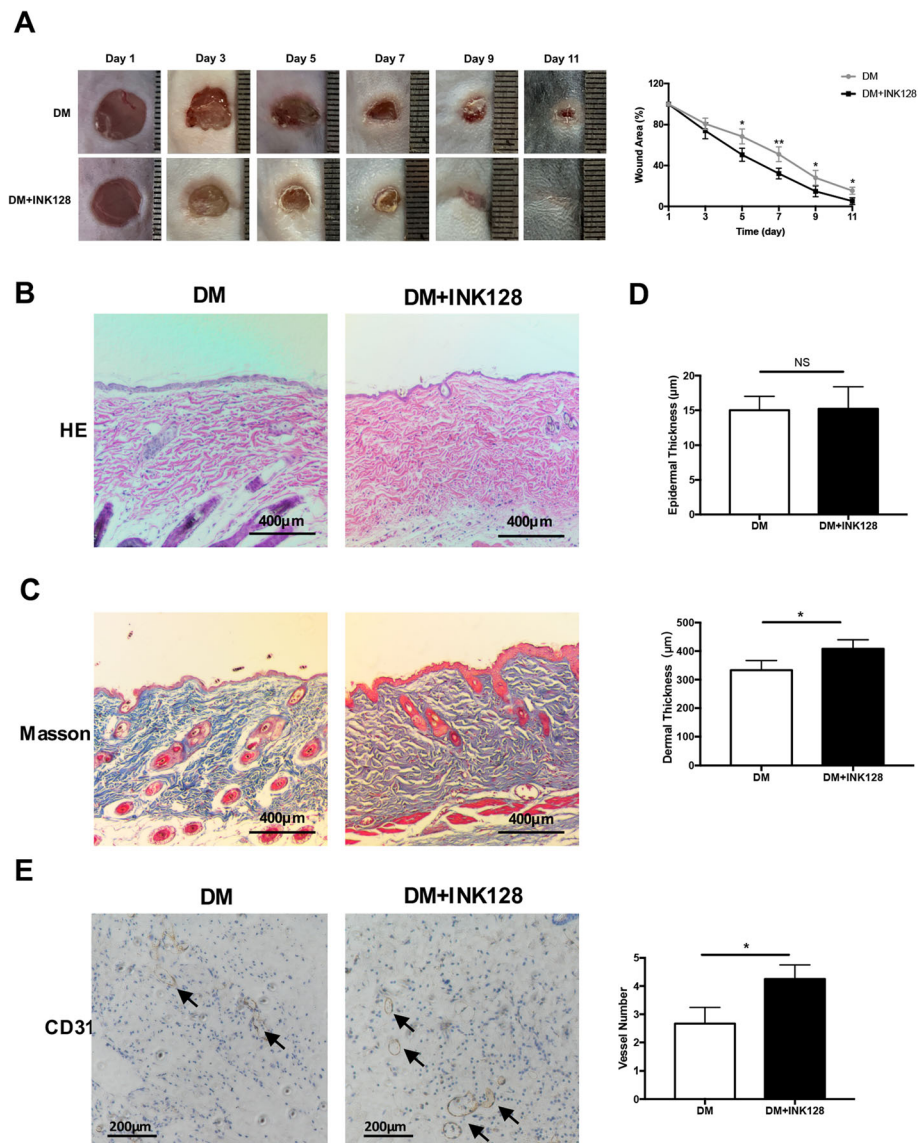 A
Day 1 Day 3 Day 5 Day 7 Day 9 Day 11
DM
DM+INK128
DM
DM+INK128
Wound Area (%)
120
80
40
0
* ** * *
1 3 5 7 9 11
Time (day)
B
DM DM+INK128
HE
400μm 400μm
D
Epidermal Thickness (μm)
20
15
10
5
0
NS
DM DM+INK128
C
Masson
400μm 400μm
Dermal Thickness (μm)
500
400
300
200
100
0
*
DM DM+INK128
E
DM DM+INK128
CD31
200μm 200μm
Vessel Number
5
4
3
2
1
0
*
DM DM+INK128